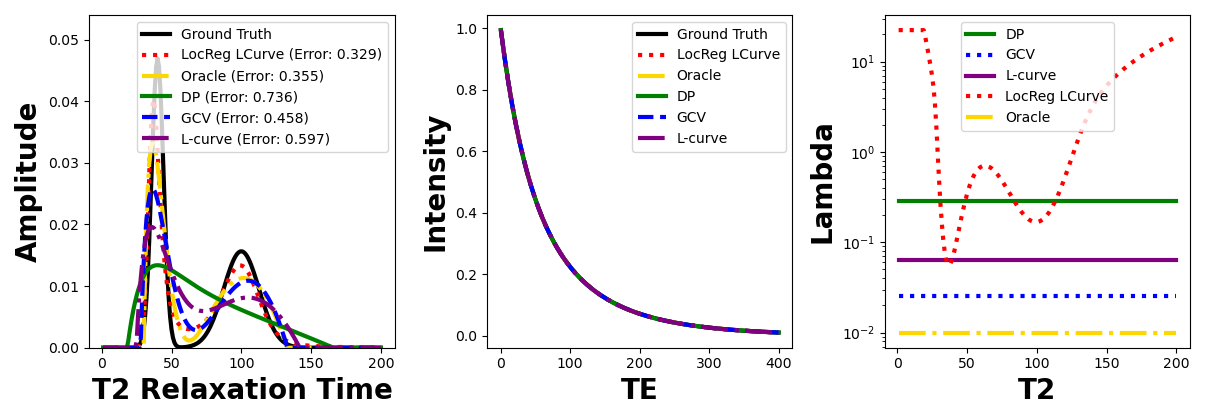 Amplitude
0.05
0.04
0.03
0.02
0.01
0.00
Ground Truth
LocReg LCurve (Error: 0.329)
Oracle (Error: 0.355)
DP (Error: 0.736)
GCV (Error: 0.458)
L-curve (Error: 0.597)
0 50 100 150 200
T2 Relaxation Time
Intensity
1.0
0.8
0.6
0.4
0.2
0.0
Ground Truth
LocReg LCurve
Oracle
DP
GCV
L-curve
0 100 200 300 400
TE
Lambda
10¹
10⁰
10⁻¹
10⁻²
DP
GCV
L-curve
LocReg LCurve
Oracle
0 50 100 150 200
T2